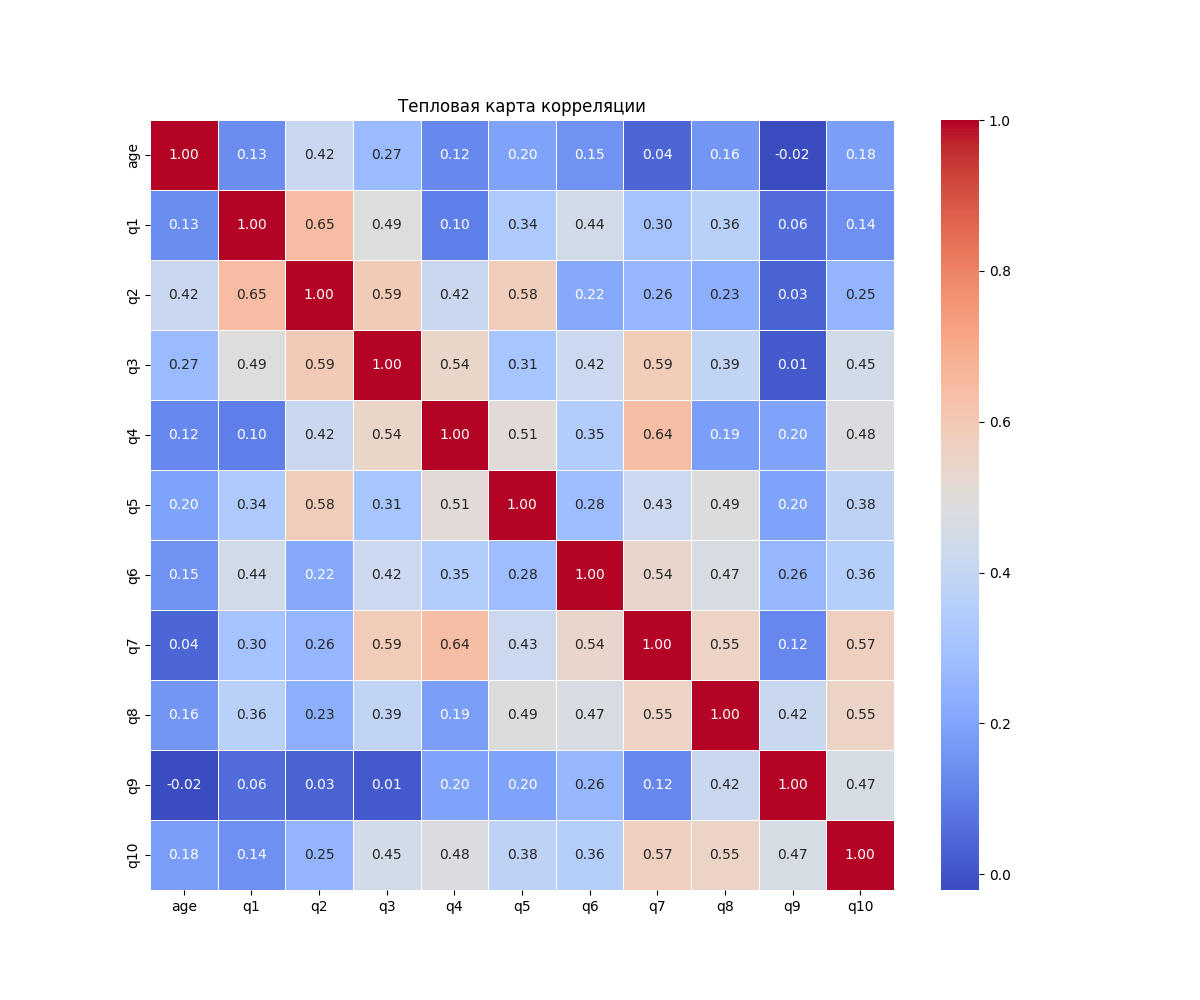 Тепловая карта корреляции
age 1.00 0.13 0.42 0.27 0.12 0.20 0.15 0.04 0.16 -0.02 0.18
q1 0.13 1.00 0.65 0.49 0.10 0.34 0.44 0.30 0.36 0.06 0.14
q2 0.42 0.65 1.00 0.59 0.42 0.58 0.22 0.26 0.23 0.03 0.25
q3 0.27 0.49 0.59 1.00 0.54 0.31 0.42 0.59 0.39 0.01 0.45
q4 0.12 0.10 0.42 0.54 1.00 0.51 0.35 0.64 0.19 0.20 0.48
q5 0.20 0.34 0.58 0.31 0.51 1.00 0.28 0.43 0.49 0.20 0.38
q6 0.15 0.44 0.22 0.42 0.35 0.28 1.00 0.54 0.47 0.26 0.36
q7 0.04 0.30 0.26 0.59 0.64 0.43 0.54 1.00 0.55 0.12 0.57
q8 0.16 0.36 0.23 0.39 0.19 0.49 0.47 0.55 1.00 0.42 0.55
q9 -0.02 0.06 0.03 0.01 0.20 0.20 0.26 0.12 0.42 1.00 0.47
q10 0.18 0.14 0.25 0.45 0.48 0.38 0.36 0.57 0.55 0.47 1.00
age q1 q2 q3 q4 q5 q6 q7 q8 q9 q10
1.0
0.8
0.6
0.4
0.2
0.0